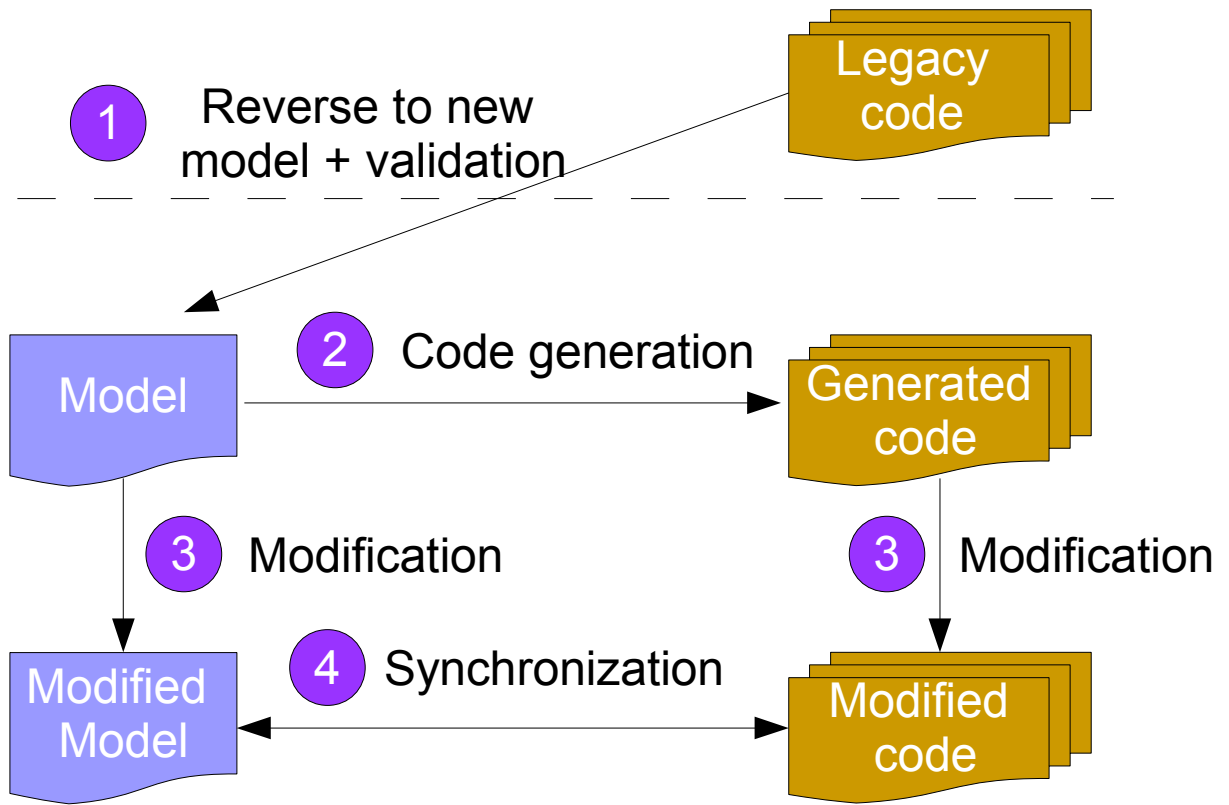 Legacy
code
1
Reverse to new
model + validation
Model
2
Code generation
Generated
code
3
Modification
3
Modification
Modified
Model
4
Synchronization
Modified
code